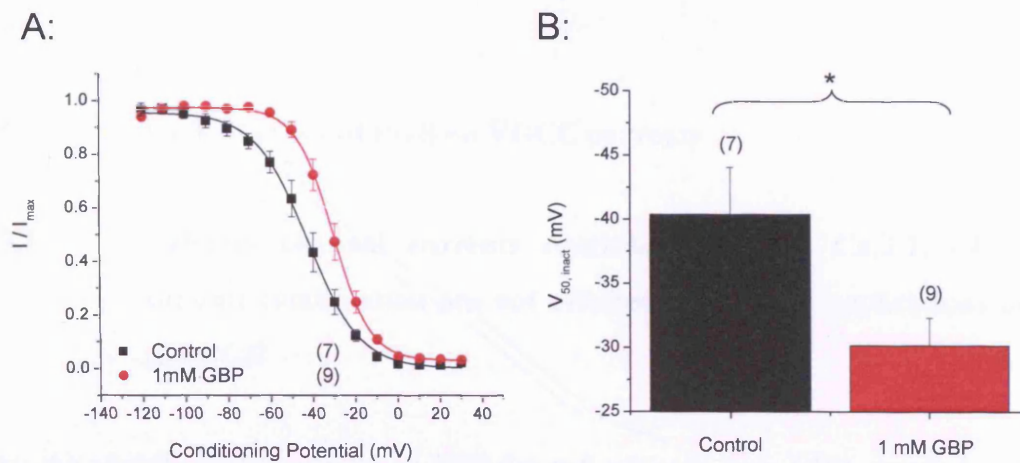 A:
I / Imax
1.0
0.8
0.6
0.4
0.2
0.0
Control (7)
1mM GBP (9)
-140 -120 -100 -80 -60 -40 -20 0 20 40
Conditioning Potential (mV)
B:
V50, inact (mV)
-50
-45
-40
-35
-30
-25
*
(7)
(9)
Control 1 mM GBP